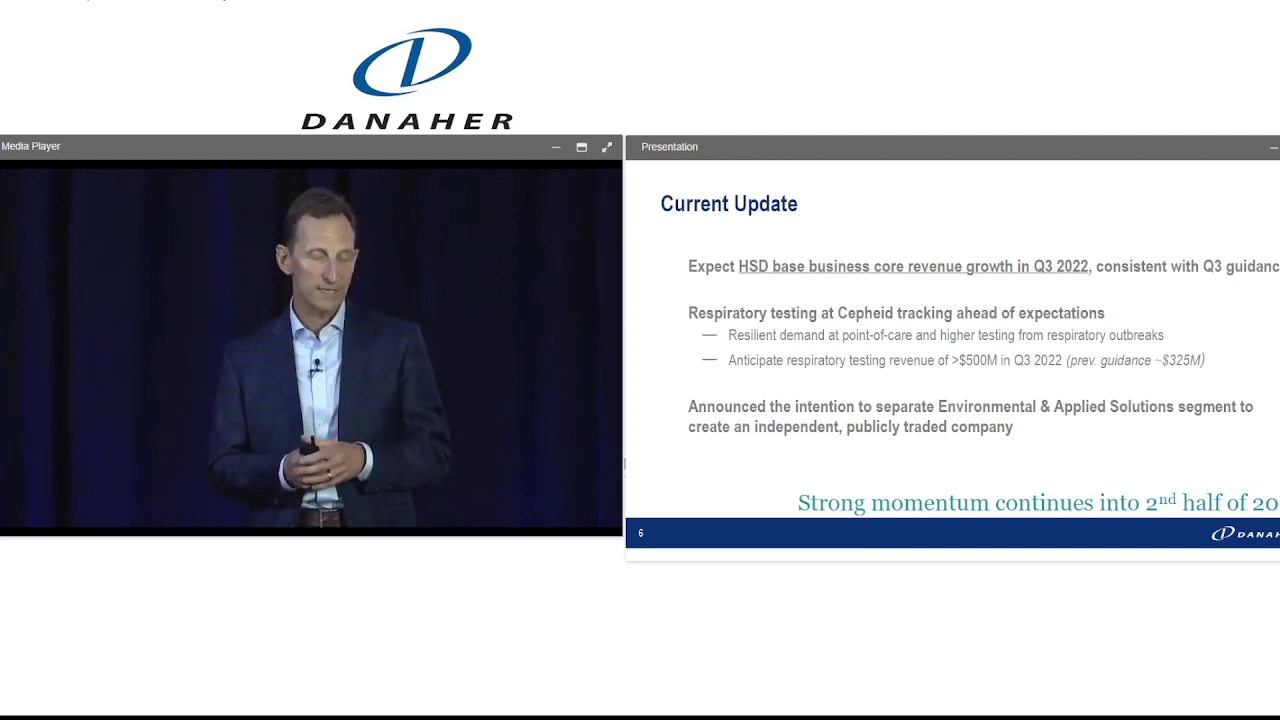 DANAHER
Media Player
Presentation
Current Update
Expect HSD base business core revenue growth in Q3 2022, consistent with Q3 guidanc
Respiratory testing at Cepheid tracking ahead of expectations
— Resilient demand at point-of-care and higher testing from respiratory outbreaks
— Anticipate respiratory testing revenue of >$500M in Q3 2022 (prev. guidance ~$325M)
Announced the intention to separate Environmental & Applied Solutions segment to
create an independent, publicly traded company
Strong momentum continues into 2nd half of 20
6
DANAH